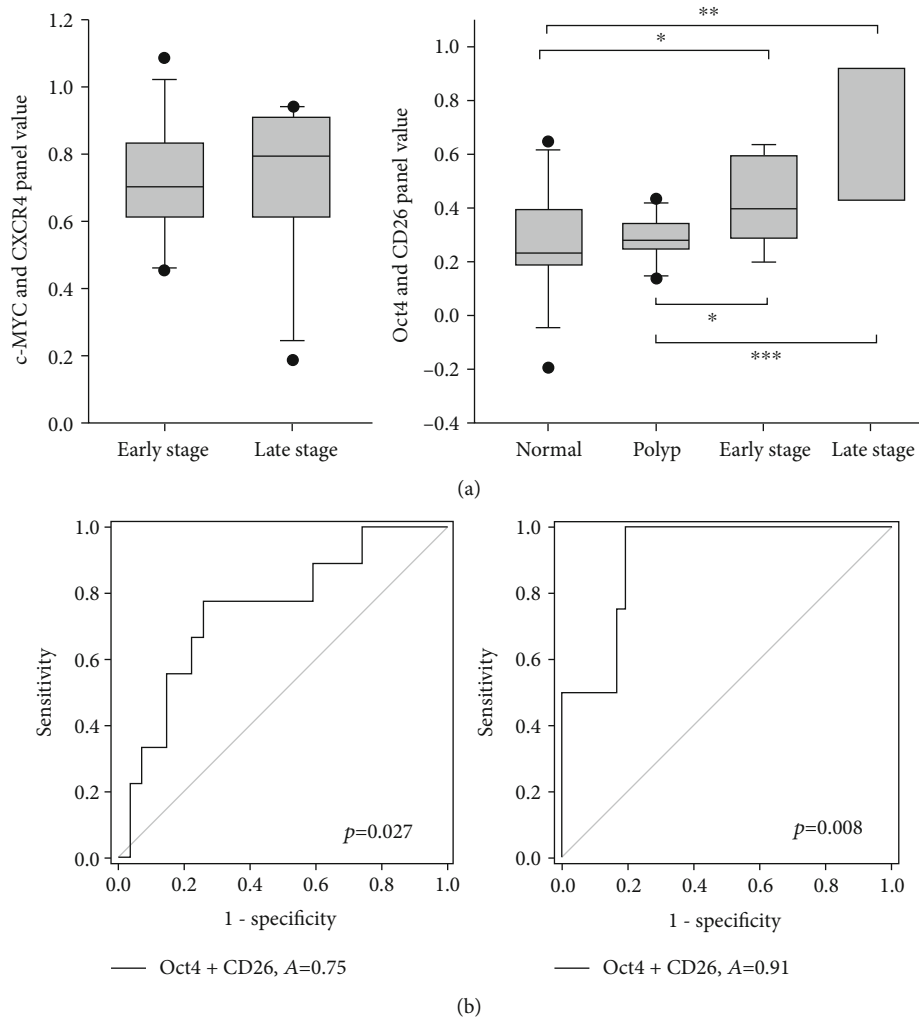 c-MYC and CXCR4 panel value
1.2
1.0
0.8
0.6
0.4
0.2
0.0
Early stage
Late stage
Oct4 and CD26 panel value
1.0
0.8
0.6
0.4
0.2
0.0
−0.2
−0.4
**
*
*
***
Normal
Polyp
Early stage
Late stage
(a)
Sensitivity
1.0
0.8
0.6
0.4
0.2
0.0
p=0.027
0.0 0.2 0.4 0.6 0.8 1.0
1 - specificity
Oct4 + CD26, A=0.75
Sensitivity
1.0
0.8
0.6
0.4
0.2
0.0
p=0.008
0.0 0.2 0.4 0.6 0.8 1.0
1 - specificity
Oct4 + CD26, A=0.91
(b)